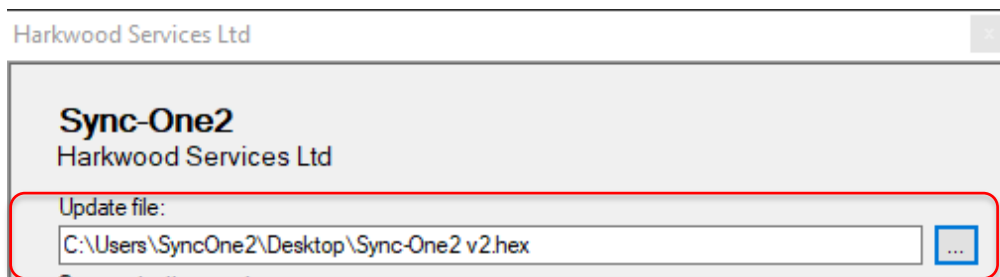 Harkwood Services Ltd
x
Sync-One2
Harkwood Services Ltd
Update file:
C:\Users\SyncOne2\Desktop\Sync-One2 v2.hex
...